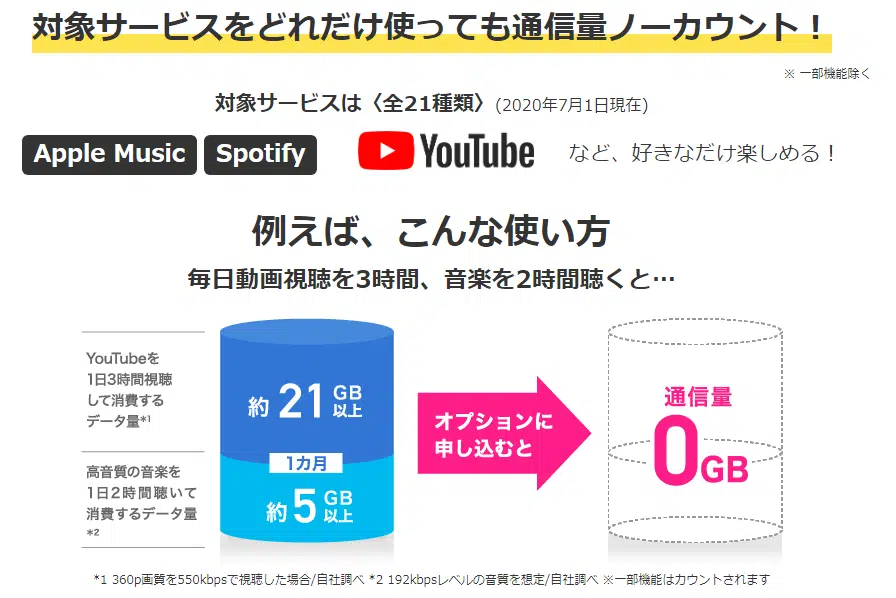 対象サービスをどれだけ使っても通信量ノーカウント！
※ 一部機能除く
対象サービスは〈全21種類〉(2020年7月1日現在)
Apple Music Spotify YouTube など、好きなだけ楽しめる！
例えば、こんな使い方
毎日動画視聴を3時間、音楽を2時間聴くと…
YouTubeを
1日3時間視聴
して消費する
データ量*1
約21GB以上
1カ月
高音質の音楽を
1日2時間聴いて
消費するデータ量
*2
約5GB以上
オプションに
申し込むと
通信量
0GB
*1 360p画質を550kbpsで視聴した場合/自社調べ *2 192kbpsレベルの音質を想定/自社調べ ※一部機能はカウントされます